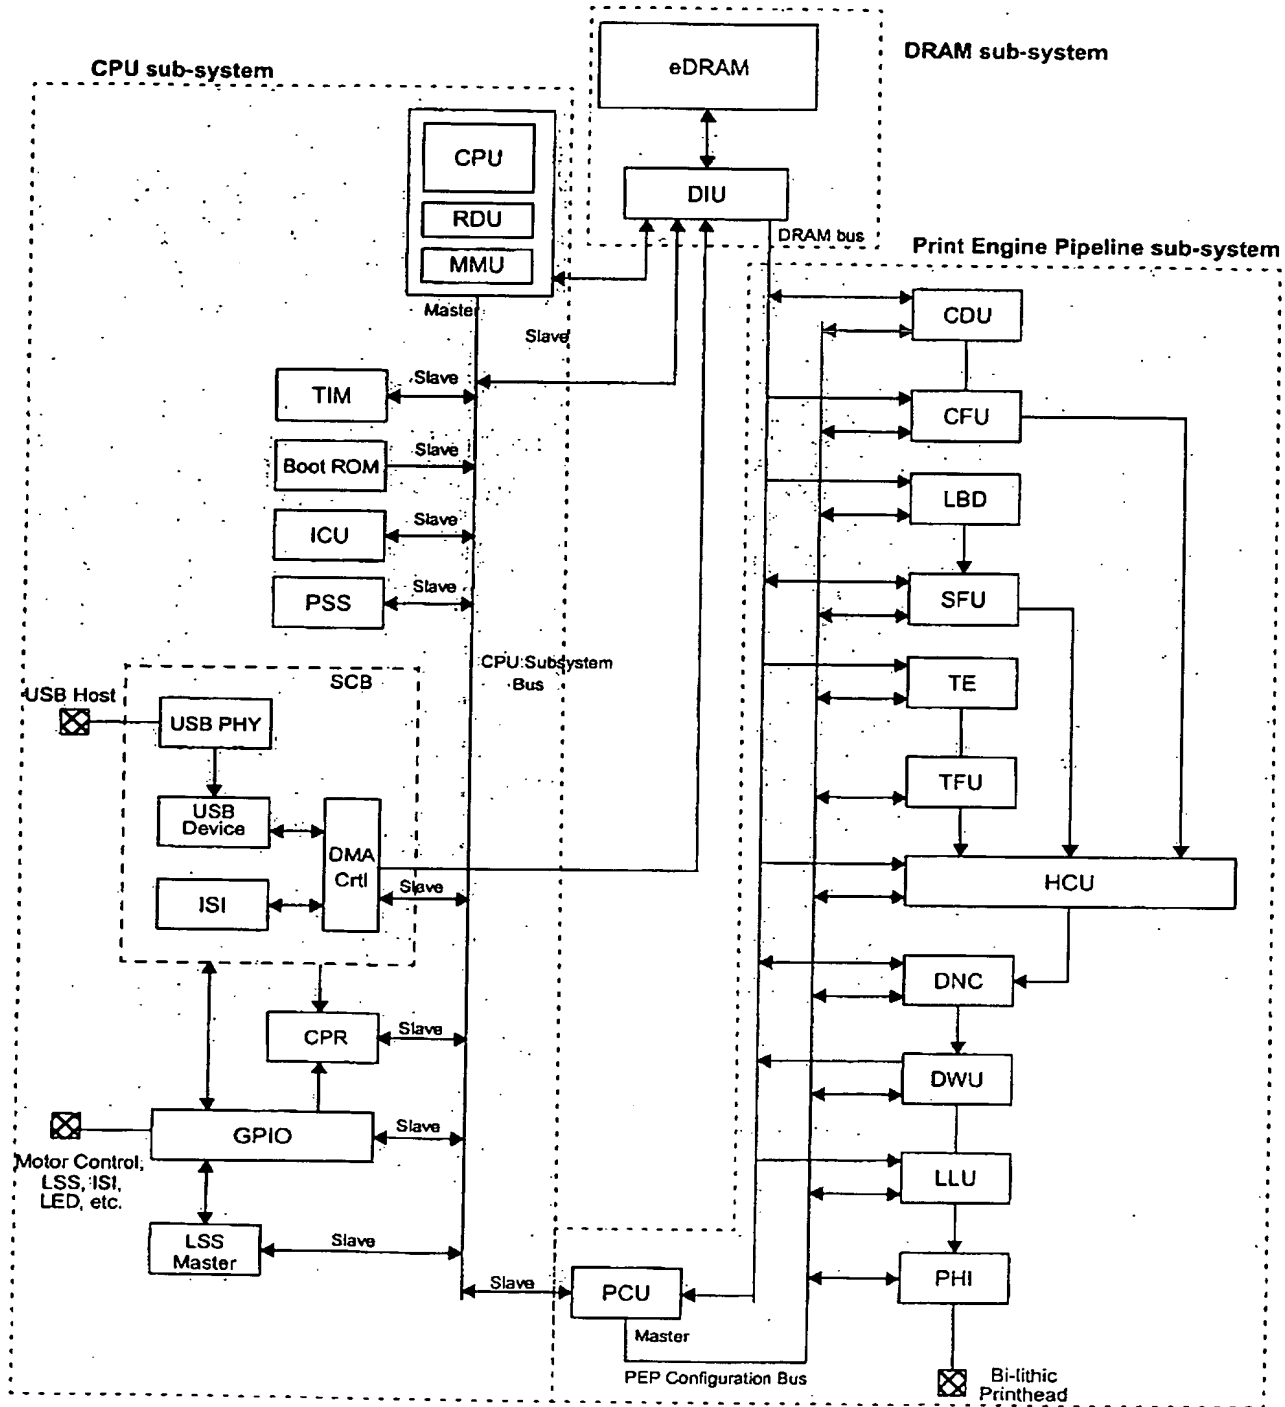 CPU sub-system
DRAM sub-system
eDRAM
CPU
RDU
MMU
DIU
DRAM bus
Print Engine Pipeline sub-system
Master
Slave
CDU
TIM
Slave
CFU
Boot ROM
Slave
LBD
ICU
Slave
PSS
Slave
SFU
CPU Subsystem
Bus
SCB
TE
USB Host
USB PHY
TFU
USB
Device
DMA
Crtl
ISI
Slave
HCU
DNC
CPR
Slave
DWU
GPIO
Slave
Motor Control,
LSS, ISI,
LED, etc.
LLU
LSS
Master
Slave
Slave
PCU
PHI
Master
PEP Configuration Bus
Bi-lithic
Printhead